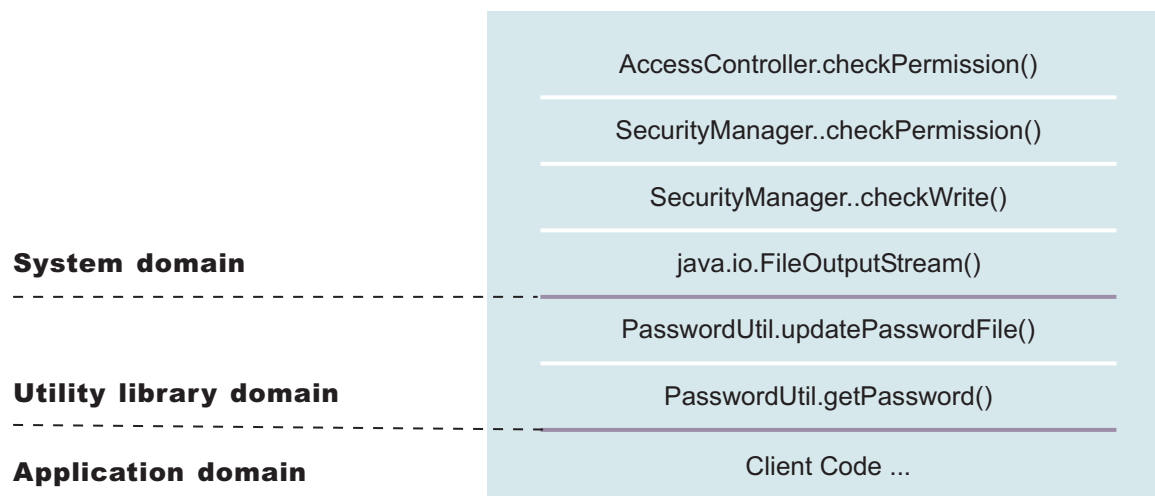 AccessController.checkPermission()
SecurityManager..checkPermission()
SecurityManager..checkWrite()
System domain
java.io.FileOutputStream()
PasswordUtil.updatePasswordFile()
Utility library domain
PasswordUtil.getPassword()
Application domain
Client Code ...